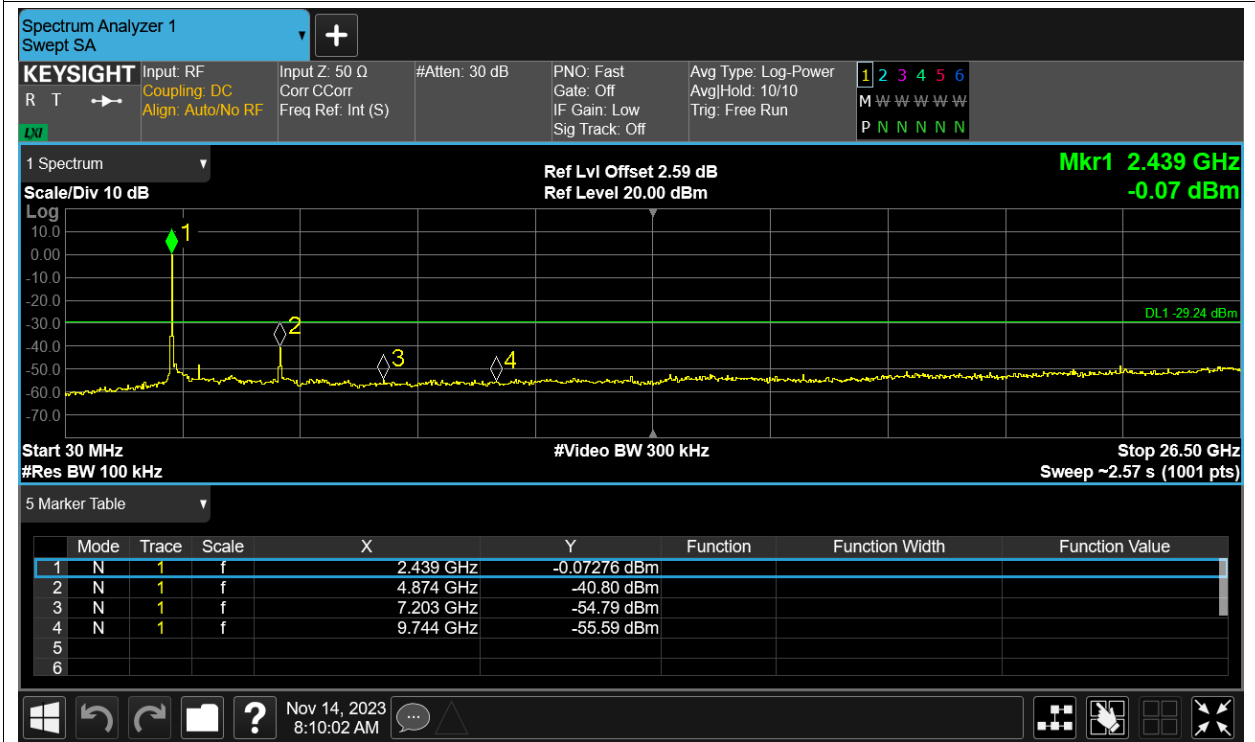 Spectrum Analyzer 1
Swept SA
+
KEYSIGHT Input: RF Input Z: 50 Ω #Atten: 30 dB PNO: Fast Avg Type: Log-Power 1 2 3 4 5 6
R T Coupling: DC Corr CCorr Gate: Off Avg|Hold: 10/10 M W W W W W
Align: Auto/No RF Freq Ref: Int (S) IF Gain: Low Trig: Free Run
LXI Sig Track: Off P N N N N N
1 Spectrum Ref Lvl Offset 2.59 dB Mkr1 2.439 GHz
Scale/Div 10 dB Ref Level 20.00 dBm -0.07 dBm
Log
10.0 1
0.00
-10.0
-20.0
DL1 -29.24 dBm
-30.0 2
-40.0 3 4
-50.0
-60.0
-70.0
Start 30 MHz #Video BW 300 kHz Stop 26.50 GHz
#Res BW 100 kHz Sweep ~2.57 s (1001 pts)
5 Marker Table
Mode Trace Scale X Y Function Function Width Function Value
1 N 1 f 2.439 GHz -0.07276 dBm
2 N 1 f 4.874 GHz -40.80 dBm
3 N 1 f 7.203 GHz -54.79 dBm
4 N 1 f 9.744 GHz -55.59 dBm
5
6
? Nov 14, 2023
8:10:02 AM